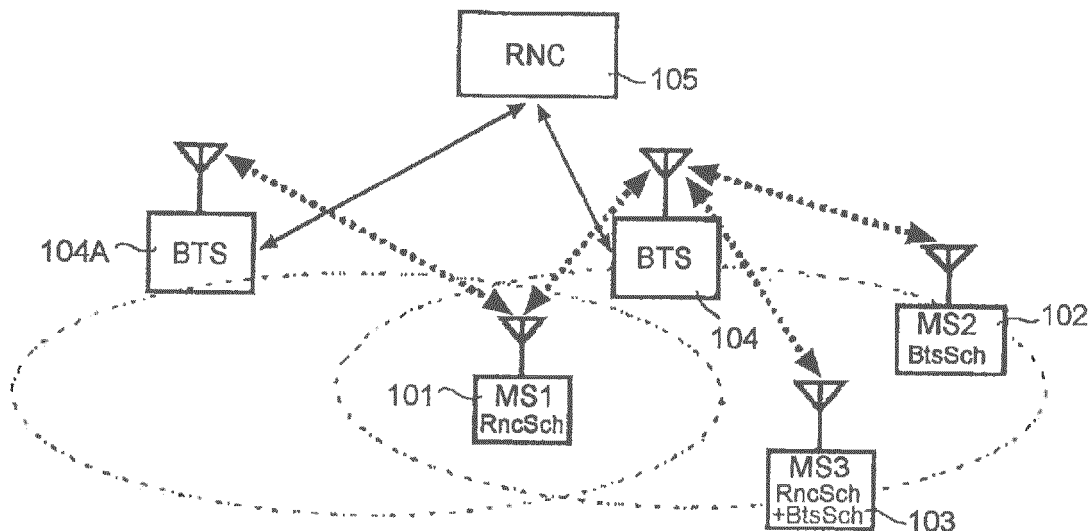 RNC
105
104A
BTS
BTS
104
MS2
BtsSch
102
101
MS1
RncSch
MS3
RncSch
+BtsSch
103